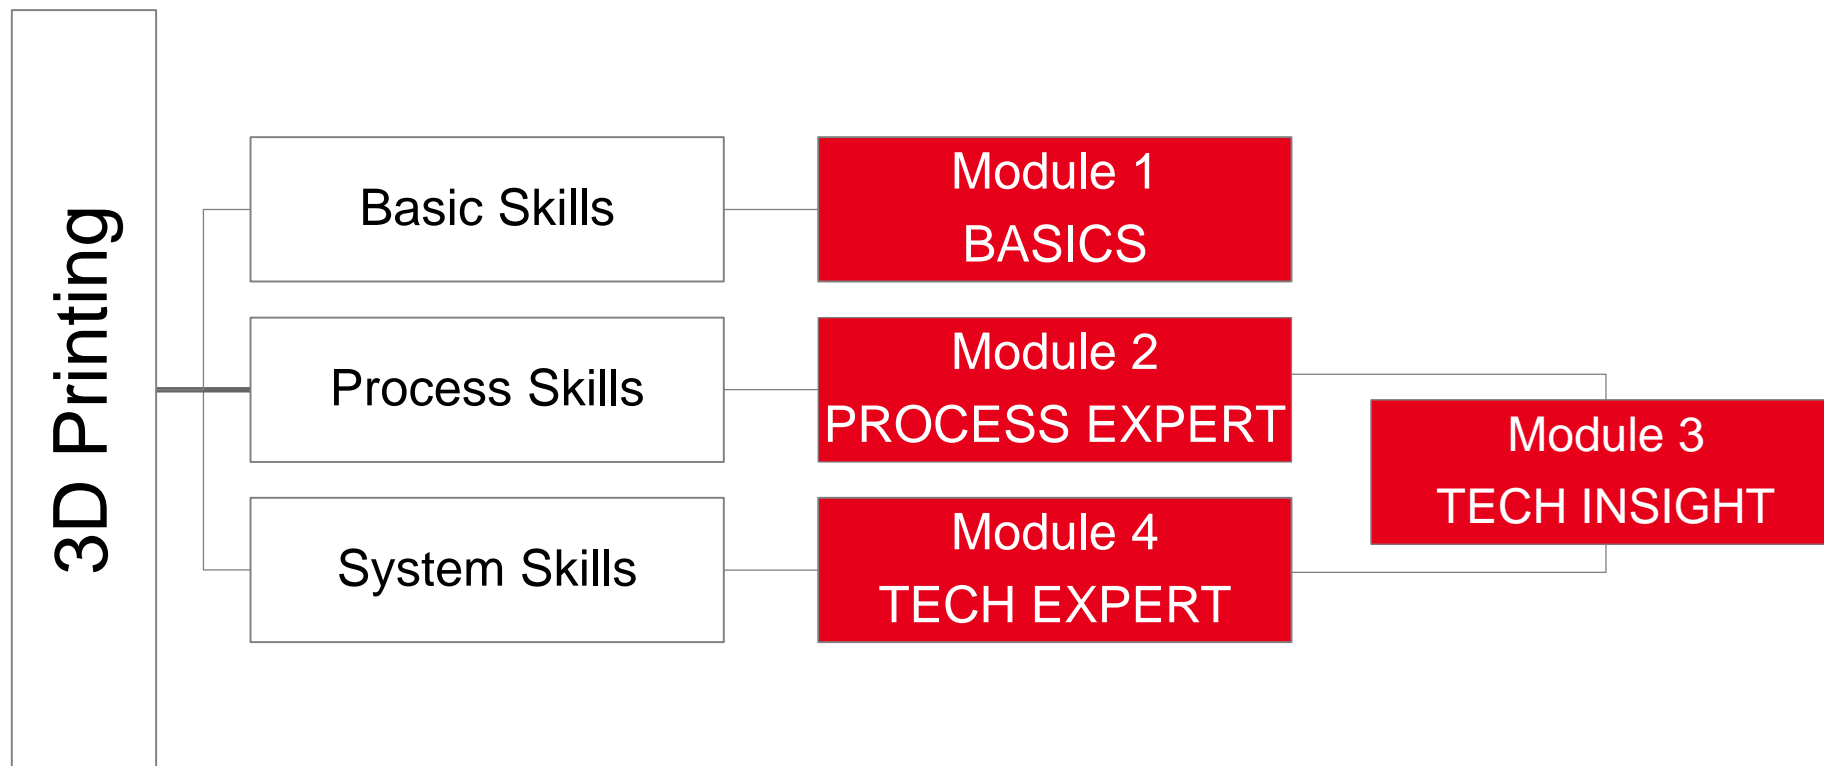 3D Printing
Basic Skills
Module 1
BASICS
Process Skills
Module 2
PROCESS EXPERT
Module 3
TECH INSIGHT
System Skills
Module 4
TECH EXPERT